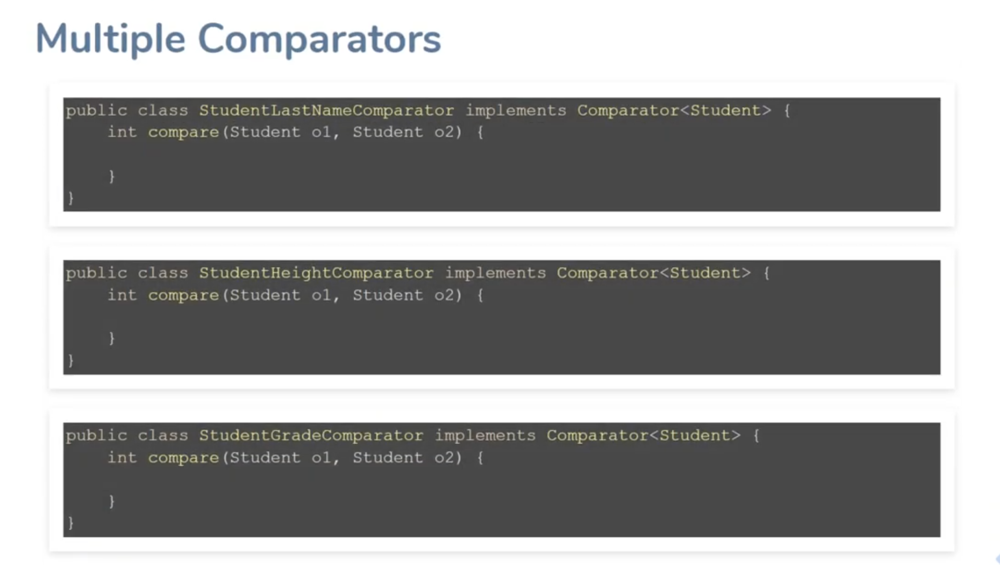 Multiple Comparators
public class StudentLastNameComparator implements Comparator<Student> {
    int compare(Student o1, Student o2) {
    }
}
public class StudentHeightComparator implements Comparator<Student> {
    int compare(Student o1, Student o2) {
    }
}
public class StudentGradeComparator implements Comparator<Student> {
    int compare(Student o1, Student o2) {
    }
}